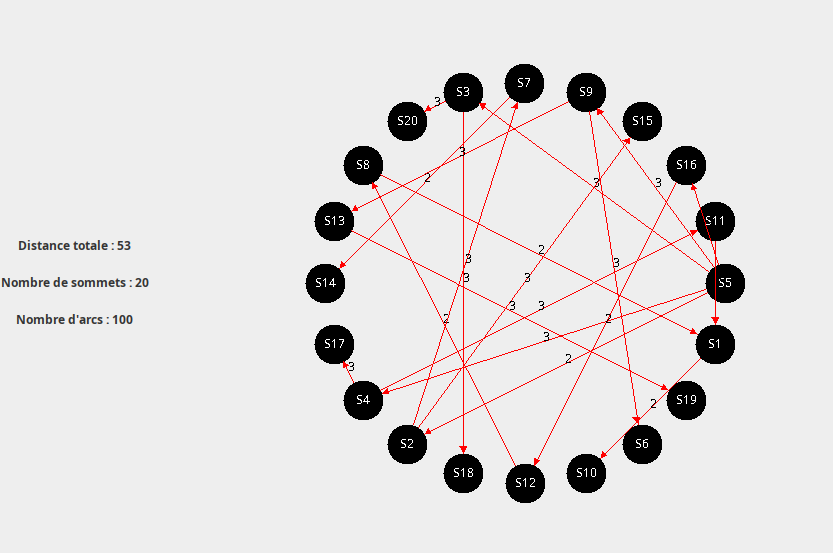 S7
S3
S9
3
S20
S15
3
S8
S16
2
3
3
S13
S11
Distance totale : 53
2
3
3
Nombre de sommets : 20
S14
3
3
S5
3
3
Nombre d'arcs : 100
2
2
S17
3
S1
2
3
S4
S19
2
S2
S6
S18
S10
S12